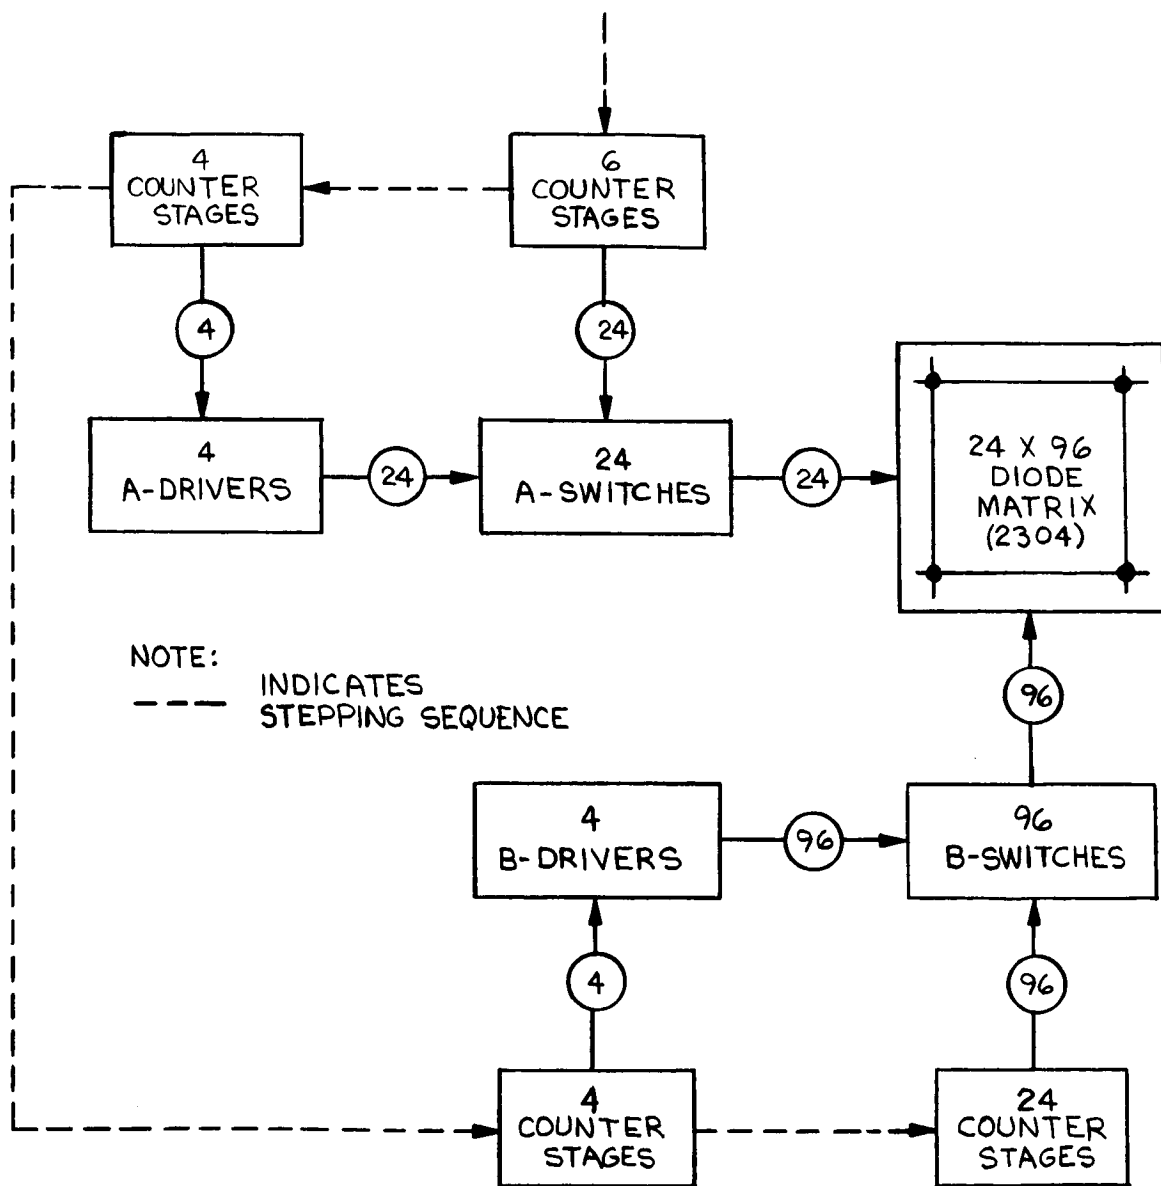 4
COUNTER
STAGES
6
COUNTER
STAGES
4
24
4
A-DRIVERS
24
24
A-SWITCHES
24
24 X 96
DIODE
MATRIX
(2304)
NOTE:
INDICATES
STEPPING SEQUENCE
96
4
B-DRIVERS
96
96
B-SWITCHES
4
96
4
COUNTER
STAGES
24
COUNTER
STAGES